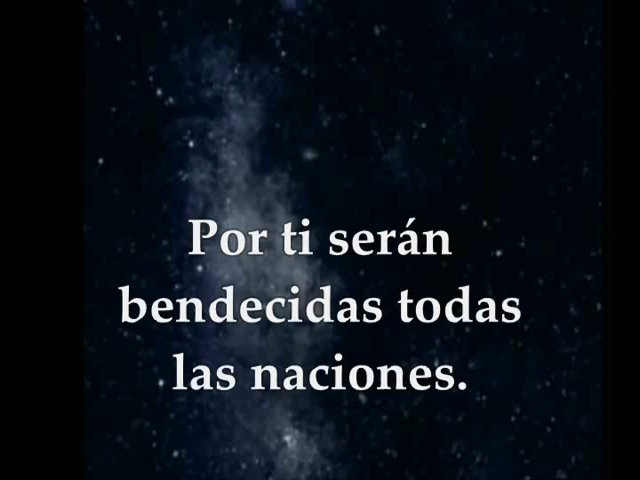 Por ti serán
bendecidas todas
las naciones.